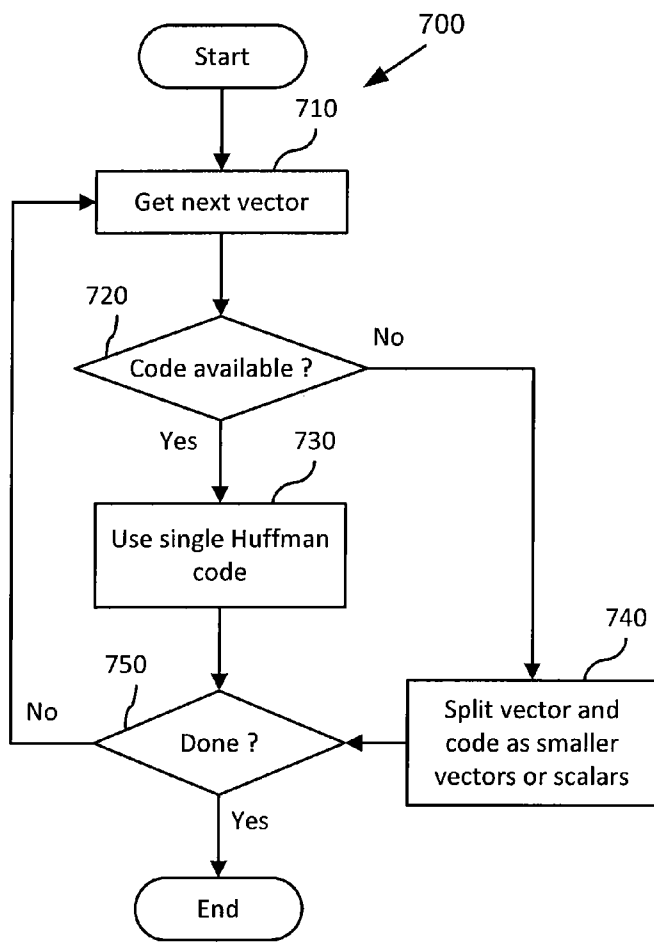 700
Start
710
Get next vector
720
Code available ?
No
Yes
730
Use single Huffman
code
740
Split vector and
code as smaller
vectors or scalars
750
No
Done ?
Yes
End